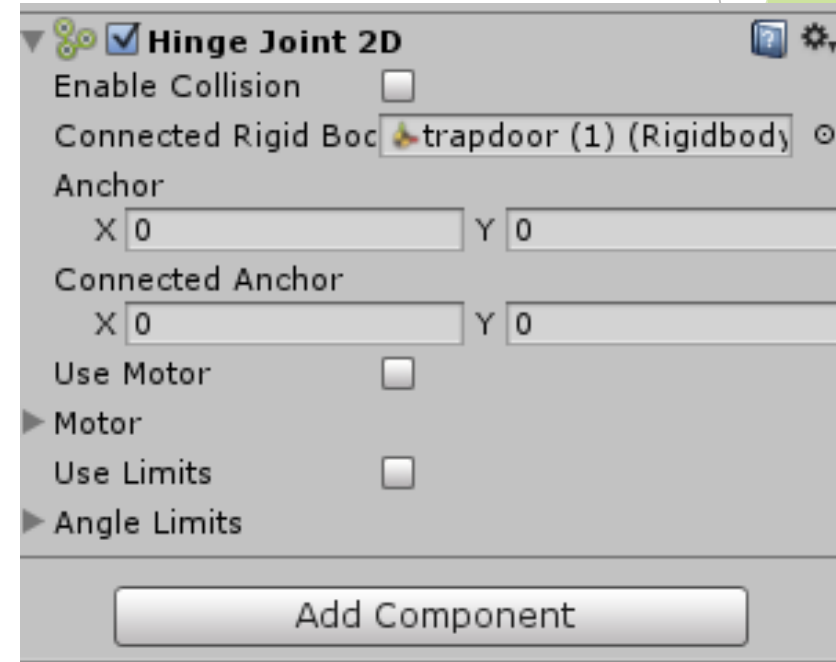 Hinge Joint 2D
Enable Collision
Connected Rigid Boc trapdoor (1) (Rigidbody
Anchor
X 0 Y 0
Connected Anchor
X 0 Y 0
Use Motor
Motor
Use Limits
Angle Limits
Add Component